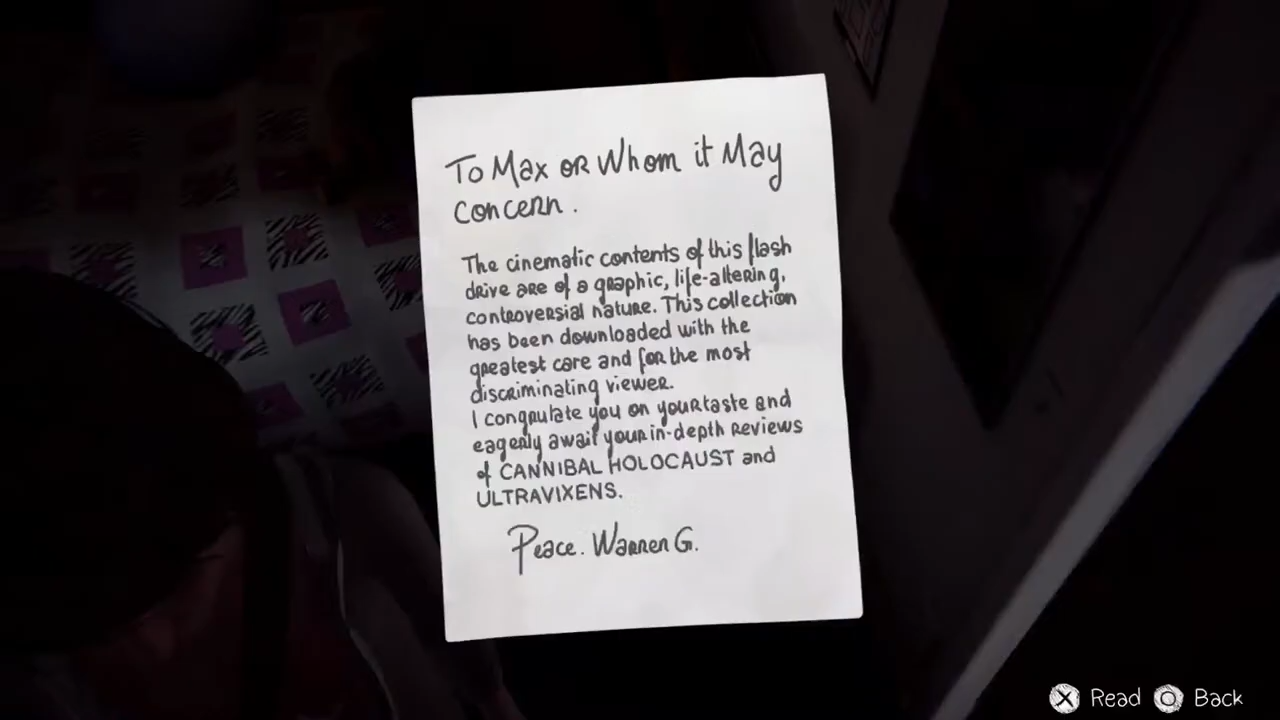 To Max or Whom it May
Concern.
The cinematic contents of this flash
drive are of a graphic, life-altering,
controversial nature. This collection
has been downloaded with the
greatest care and for the most
discriminating viewer.
I congrulate you on your taste and
eagerly await your in-depth reviews
of CANNIBAL HOLOCAUST and
ULTRAVIXENS.
Peace. Warren G.
Read Back